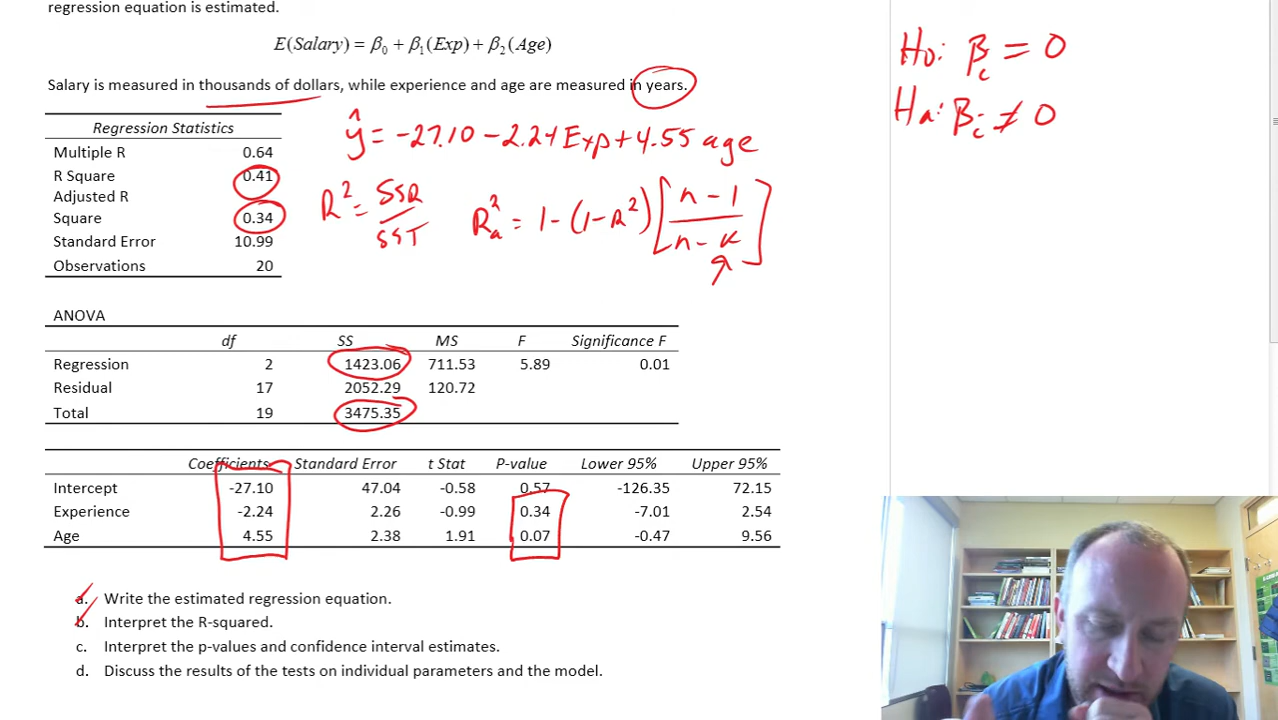 regression equation is estimated.
E(Salary) = β₀ + β₁(Exp) + β₂(Age)
Salary is measured in thousands of dollars, while experience and age are measured in years.
Regression Statistics
Multiple R 0.64
R Square 0.41
Adjusted R
Square 0.34
Standard Error 10.99
Observations 20
ŷ = -27.10 - 2.24 Exp + 4.55 age
R² = SSR / SST
R²ₐ = 1 - (1 - R²) [n - 1 / n - K]
ANOVA
df SS MS F Significance F
Regression 2 1423.06 711.53 5.89 0.01
Residual 17 2052.29 120.72
Total 19 3475.35
Coefficients Standard Error t Stat P-value Lower 95% Upper 95%
Intercept -27.10 47.04 -0.58 0.57 -126.35 72.15
Experience -2.24 2.26 -0.99 0.34 -7.01 2.54
Age 4.55 2.38 1.91 0.07 -0.47 9.56
a. Write the estimated regression equation.
b. Interpret the R-squared.
c. Interpret the p-values and confidence interval estimates.
d. Discuss the results of the tests on individual parameters and the model.
Ho: βᵢ = 0
Ha: βᵢ ≠ 0